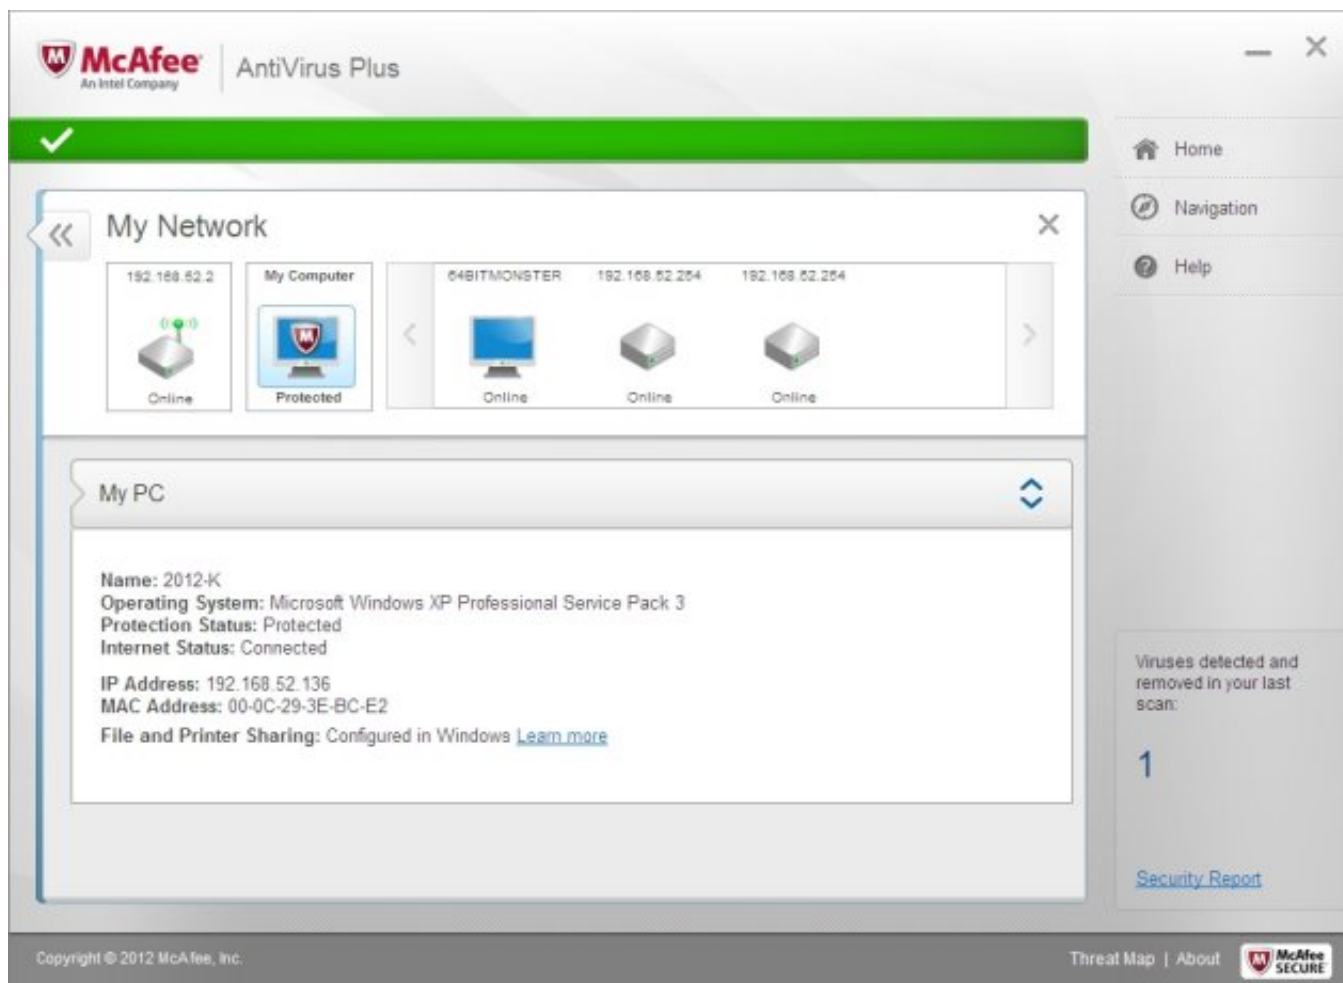 McAfee AntiVirus Plus
An Intel Company
Home
Navigation
Help
My Network
192.168.52.2 My Computer 64BITMONSTER 192.168.52.254 192.168.52.254
Online Protected Online Online Online
My PC
Name: 2012-K
Operating System: Microsoft Windows XP Professional Service Pack 3
Protection Status: Protected
Internet Status: Connected
IP Address: 192.168.52.136
MAC Address: 00-0C-29-3E-BC-E2
File and Printer Sharing: Configured in Windows Learn more
Viruses detected and
removed in your last
scan:
1
Security Report
Copyright © 2012 McAfee, Inc.
Threat Map | About
McAfee
SECURE